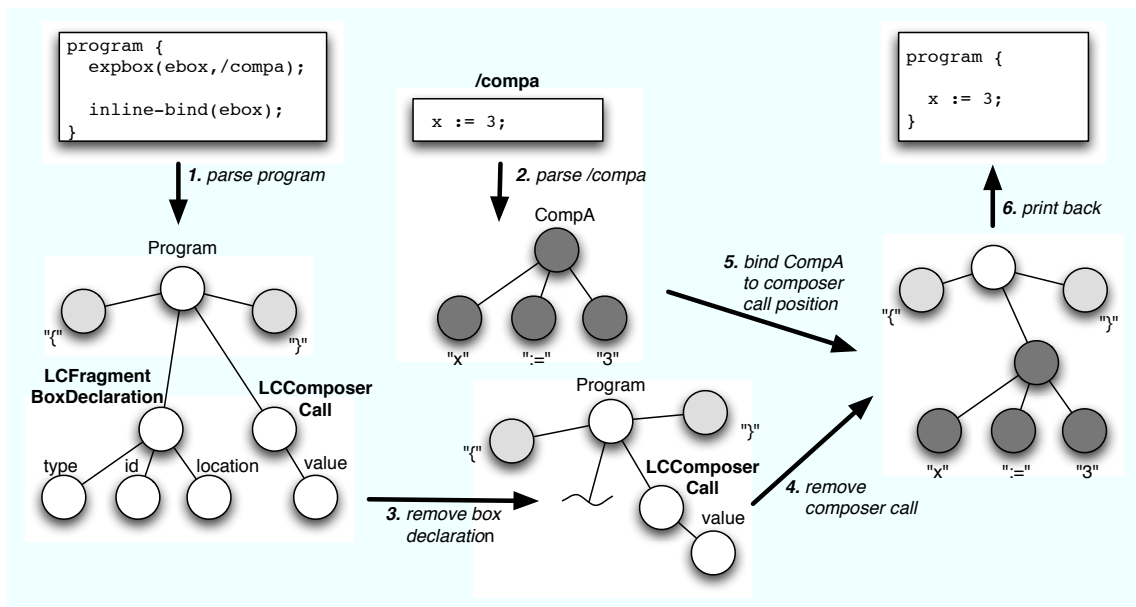 program {
expbox(ebox,/compa);
inline-bind(ebox);
}
1. parse program
Program
"{"
"}"
LCFragment
BoxDeclaration
LCComposer
Call
type
id
location
value
/compa
x := 3;
2. parse /compa
CompA
"x"
":="
"3"
3. remove box
declaration
Program
"{"
"}"
LCComposer
Call
value
4. remove
composer call
5. bind CompA
to composer
call position
program {
x := 3;
}
6. print back
"{"
"}"
"x"
":="
"3"